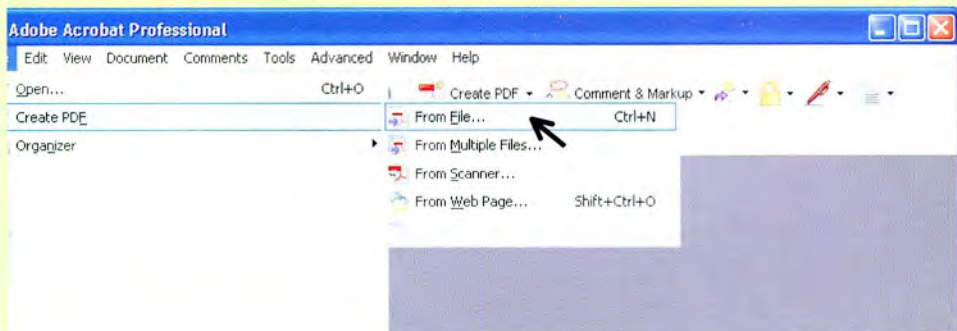 Adobe Acrobat Professional
Edit View Document Comments Tools Advanced Window Help
Open... Ctrl+O
Create PDF Comment & Markup
Create PDF
From File... Ctrl+N
Organizer
From Multiple Files...
From Scanner...
From Web Page... Shift+Ctrl+O